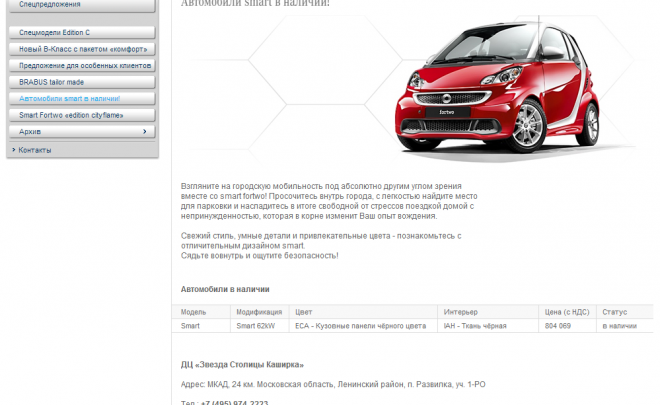 Спецпредложения
Спецмодели Edition C
Новый В-Класс с пакетом «комфорт»
Предложение для особенных клиентов
BRABUS tailor made
Автомобили smart в наличии!
Smart Fortwo «edition cityflame»
Архив
Контакты
Автомобили smart в наличии!
fortwo
Взгляните на городскую мобильность под абсолютно другим углом зрения
вместе со smart fortwo! Просочитесь внутрь города, с легкостью найдите место
для парковки и насладитесь в итоге свободной от стрессов поездкой домой с
непринужденностью, которая в корне изменит Ваш опыт вождения.
Свежий стиль, умные детали и привлекательные цвета - познакомьтесь с
отличительным дизайном smart.
Сядьте вовнутрь и ощутите безопасность!
Автомобили в наличии
Модель Модификация Цвет Интерьер Цена (с НДС) Статус
Smart Smart 62kW ECA - Кузовные панели чёрного цвета IAH - Ткань чёрная 804 069 в наличии
ДЦ «Звезда Столицы Каширка»
Адрес: МКАД, 24 км. Московская область, Ленинский район, п. Развилка, уч. 1-РО
Тел.: +7 (495) 974 2223